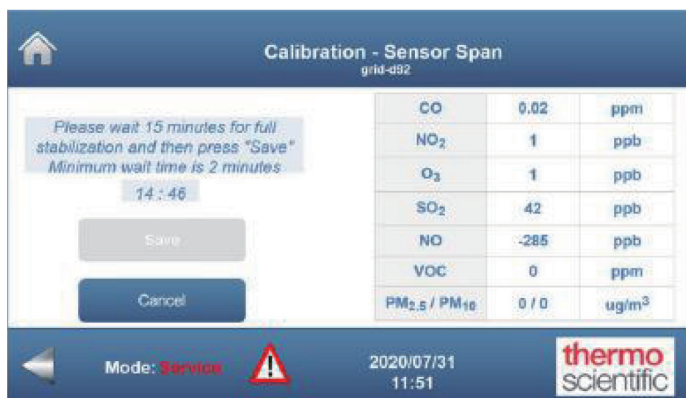 Calibration - Sensor Span
grid-d92
Please wait 15 minutes for full
stabilization and then press "Save"
Minimum wait time is 2 minutes
14 : 46
Save
Cancel
CO 0.02 ppm
NO₂ 1 ppb
O₃ 1 ppb
SO₂ 42 ppb
NO -285 ppb
VOC 0 ppm
PM₂.₅ / PM₁₀ 0 / 0 ug/m³
Mode: Service
2020/07/31
11:51
thermo
scientific